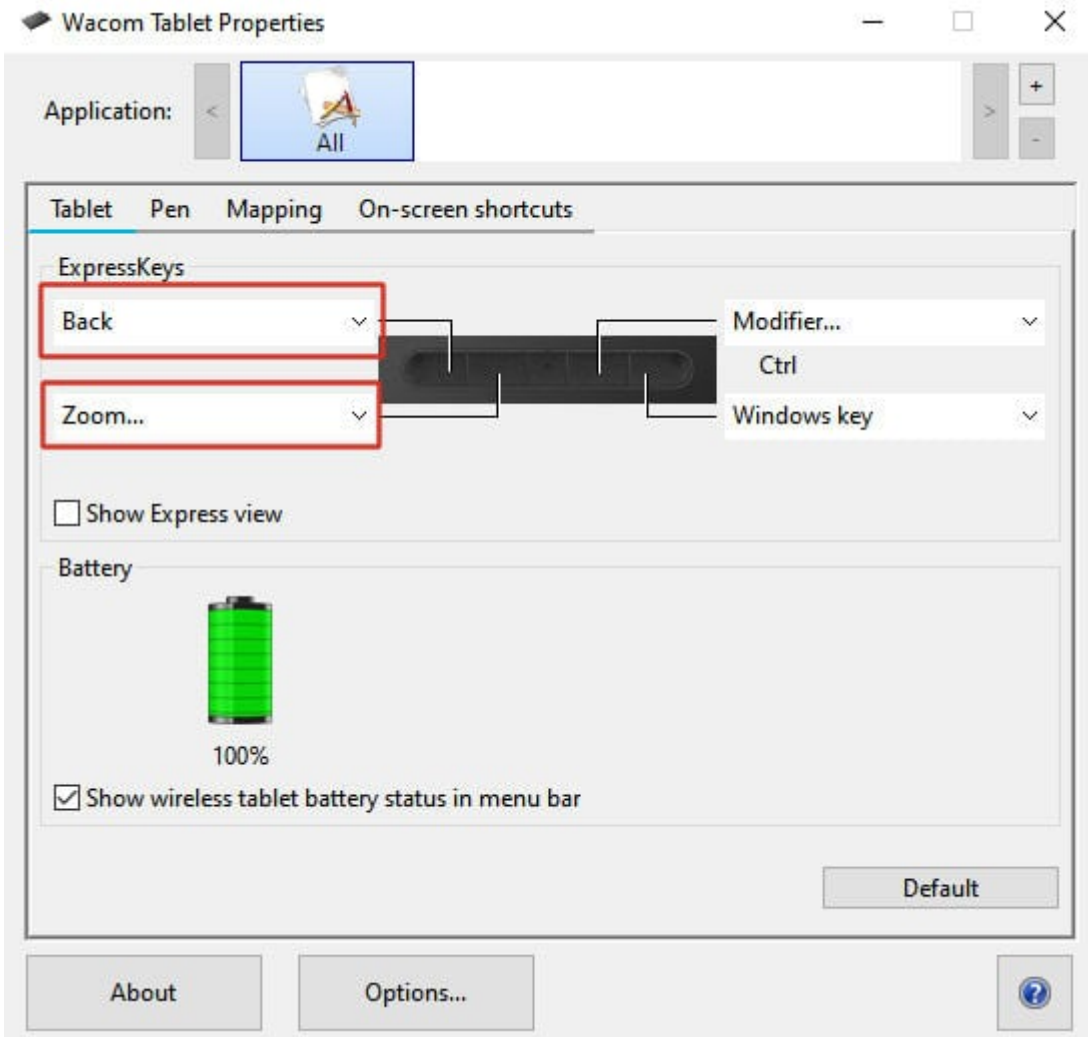 Wacom Tablet Properties
Application:
<
All
>
+
-
Tablet Pen Mapping On-screen shortcuts
ExpressKeys
Back
Modifier...
Ctrl
Zoom...
Windows key
Show Express view
Battery
100%
Show wireless tablet battery status in menu bar
Default
About
Options...
?